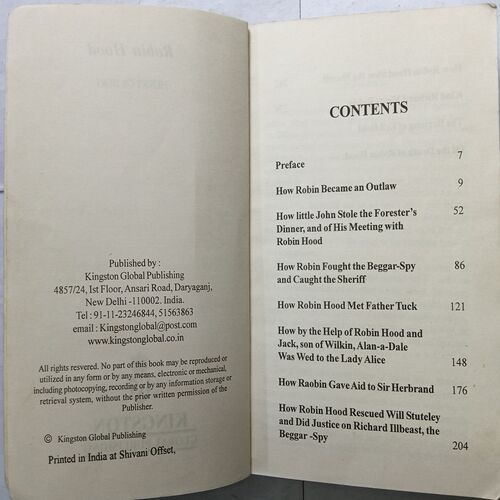 Published by :
Kingston Global Publishing
4857/24, Ist Floor, Ansari Road, Daryaganj,
New Delhi -110002. India.
Tel : 91-11-23246844, 51563863
email : Kingstonglobal@post.com
www.kingstonglobal.co.in
All rights resverved. No part of this book may be reproduced or
utilized in any form or by any means, electronic or mechanical,
including photocopying, recording or by any information storage or
retrieval system, without the prior written permission of the
Publisher.
© Kingston Global Publishing
Printed in India at Shivani Offset,
CONTENTS
Preface 7
How Robin Became an Outlaw 9
How little John Stole the Forester's 52
Dinner, and of His Meeting with
Robin Hood
How Robin Fought the Beggar-Spy 86
and Caught the Sheriff
How Robin Hood Met Father Tuck 121
How by the Help of Robin Hood and
Jack, son of Wilkin, Alan-a-Dale
Was Wed to the Lady Alice 148
How Raobin Gave Aid to Sir Herbrand 176
How Robin Hood Rescued Will Stuteley
and Did Justice on Richard Illbeast, the
Beggar -Spy 204